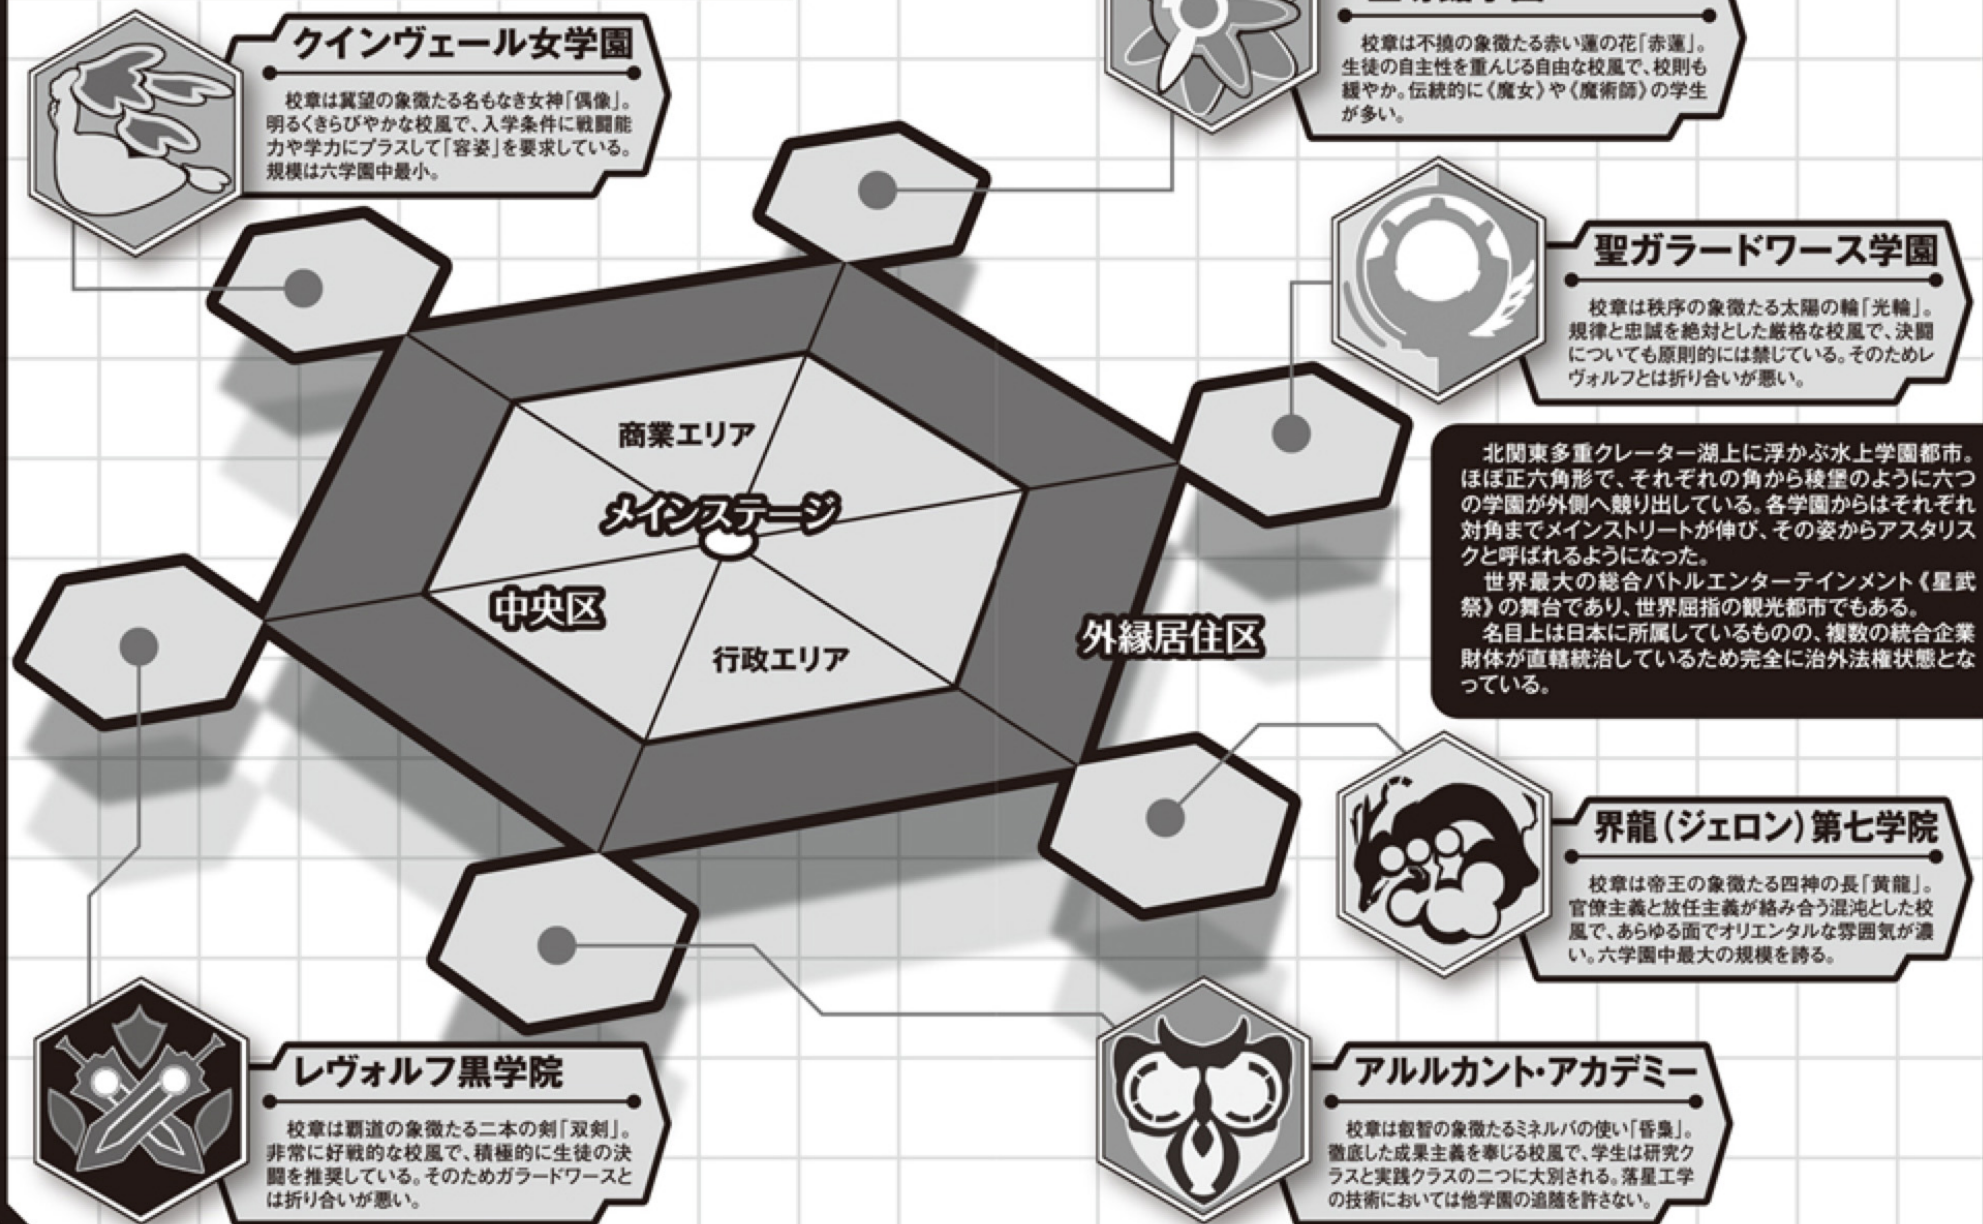 クインヴェール女学園
校章は冀望の象徴たる名もなき女神「偶像」。
明るくきらびやかな校風で、入学条件に戦闘能
力や学力にプラスして「容姿」を要求している。
規模は六学園中最小。
校章は不撓の象徴たる赤い蓮の花「赤蓮」。
生徒の自主性を重んじる自由な校風で、校則も
緩やか。伝統的に《魔女》や《魔術師》の学生
が多い。
聖ガラードワース学園
校章は秩序の象徴たる太陽の輪「光輪」。
規律と忠誠を絶対とした厳格な校風で、決闘
についても原則的には禁じている。そのためレ
ヴォルフとは折り合いが悪い。
商業エリア
メインステージ
中央区
行政エリア
外縁居住区
北関東多重クレーター湖上に浮かぶ水上学園都市。
ほぼ正六角形で、それぞれの角から稜堡のように六つ
の学園が外側へ競り出している。各学園からはそれぞれ
対角までメインストリートが伸び、その姿からアスタリス
クと呼ばれるようになった。
世界最大の総合バトルエンターテインメント《星武
祭》の舞台であり、世界屈指の観光都市でもある。
名目上は日本に所属しているものの、複数の統合企業
財体が直轄統治しているため完全に治外法権状態とな
っている。
界龍(ジェロン)第七学院
校章は帝王の象徴たる四神の長「黄龍」。
官僚主義と放任主義が絡み合う混沌とした校
風で、あらゆる面でオリエンタルな雰囲気が濃
い。六学園中最大の規模を誇る。
レヴォルフ黒学院
校章は覇道の象徴たる二本の剣「双剣」。
非常に好戦的な校風で、積極的に生徒の決
闘を推奨している。そのためガラードワースと
は折り合いが悪い。
アルルカント・アカデミー
校章は叡智の象徴たるミネルバの使い「昏梟」。
徹底した成果主義を奉じる校風で、学生は研究ク
ラスと実践クラスの二つに大別される。落星工学
の技術においては他学園の追随を許さない。